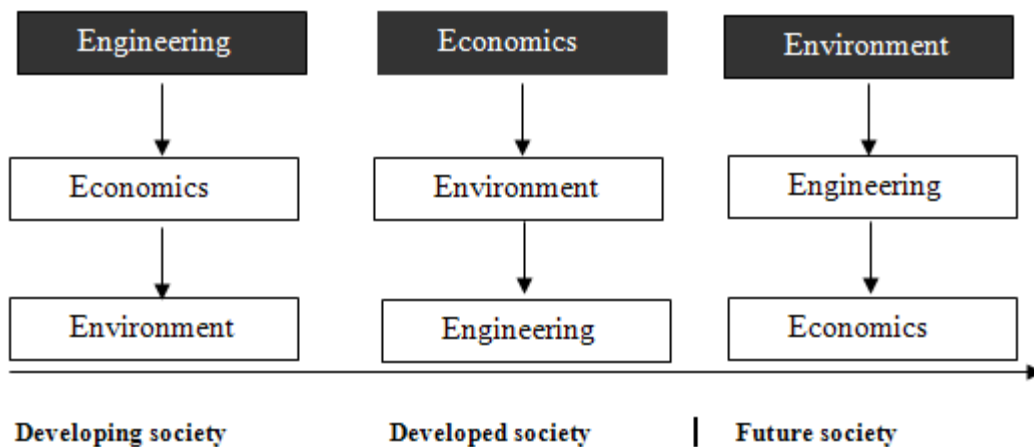 Engineering
Economics
Environment
Economics
Environment
Engineering
Environment
Engineering
Economics
Developing society
Developed society
Future society